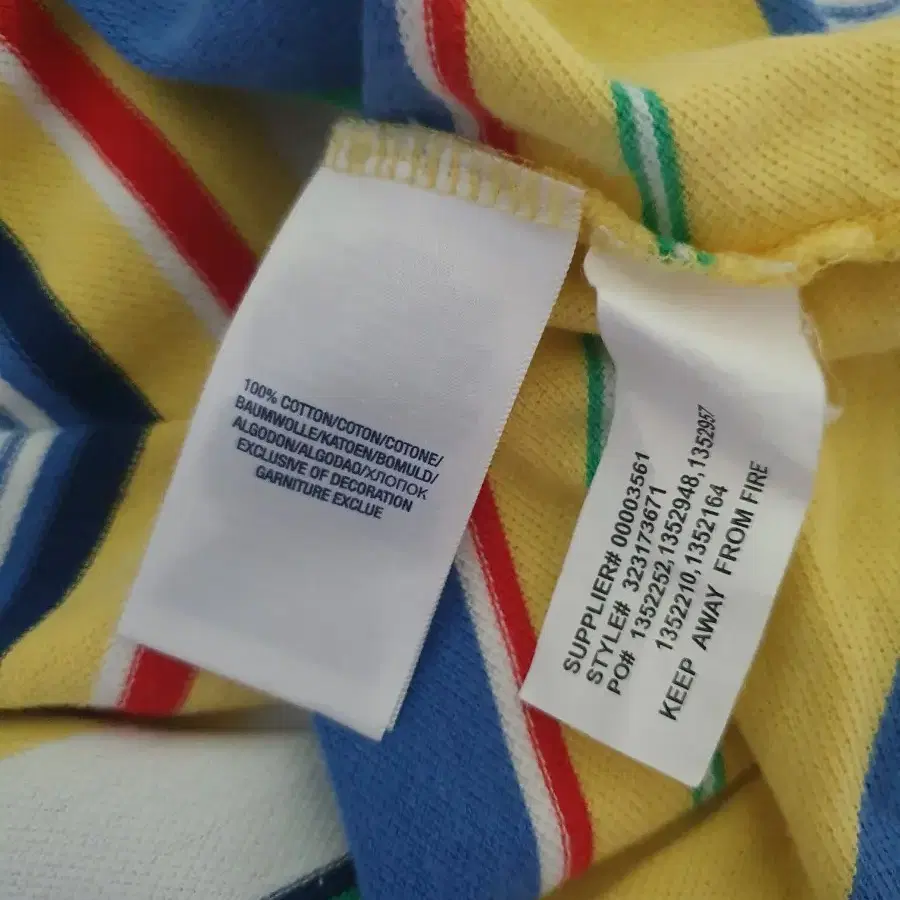 100% COTTON/COTON/COTONE/
BAUMWOLLE/KATOEN/BOMULD/
ALGODON/ALGODAO/ХЛОПОК
EXCLUSIVE OF DECORATION
GARNITURE EXCLUE
SUPPLIER# 00003561
STYLE# 323173671
PO# 1352252,1352948,1352957
1352210,1352164
KEEP AWAY FROM FIRE